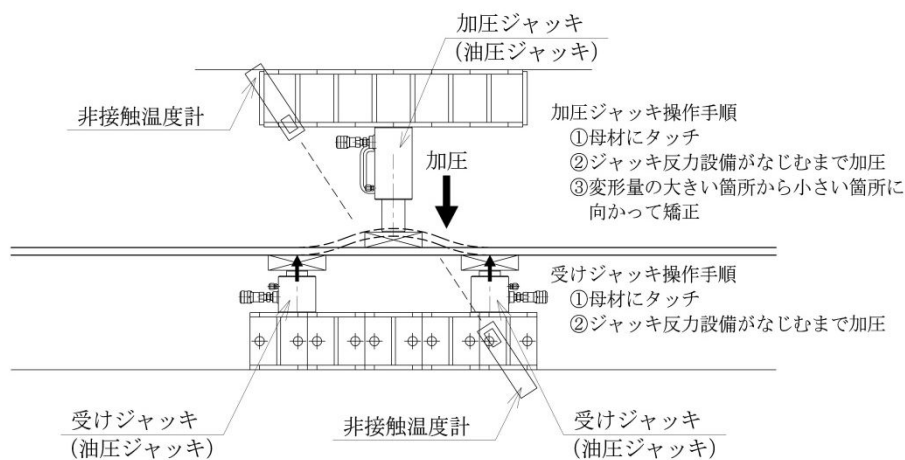 加圧ジャッキ
(油圧ジャッキ)
非接触温度計
加圧
加圧ジャッキ操作手順
①母材にタッチ
②ジャッキ反力設備がなじむまで加圧
③変形量の大きい箇所から小さい箇所に
向かって矯正
受けジャッキ操作手順
①母材にタッチ
②ジャッキ反力設備がなじむまで加圧
受けジャッキ
(油圧ジャッキ)
非接触温度計
受けジャッキ
(油圧ジャッキ)